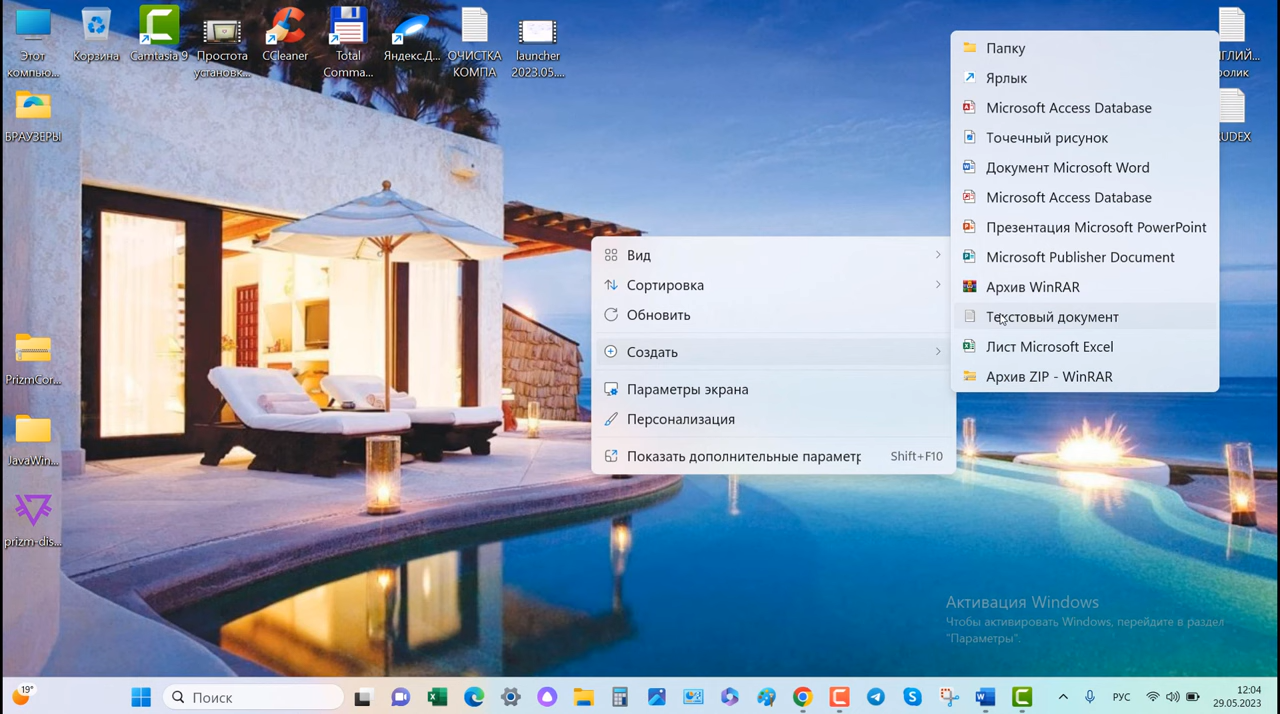 Этот
компью...
Корзина
Camtasia 9
Простота
установк...
CCleaner
Total
Comma...
Яндекс.Д...
ОЧИСТКА
КОМПА
launcher
2023.05....
БРАУЗЕРЫ
PrizmCor...
JavaWin...
prizm-dis...
Вид
Сортировка
Обновить
Создать
Параметры экрана
Персонализация
Показать дополнительные параметр
Shift+F10
Папку
Ярлык
Microsoft Access Database
Точечный рисунок
Документ Microsoft Word
Microsoft Access Database
Презентация Microsoft PowerPoint
Microsoft Publisher Document
Архив WinRAR
Текстовый документ
Лист Microsoft Excel
Архив ZIP - WinRAR
Активация Windows
Чтобы активировать Windows, перейдите в раздел
"Параметры".
19°
Поиск
РУС
12:04
29.05.2023